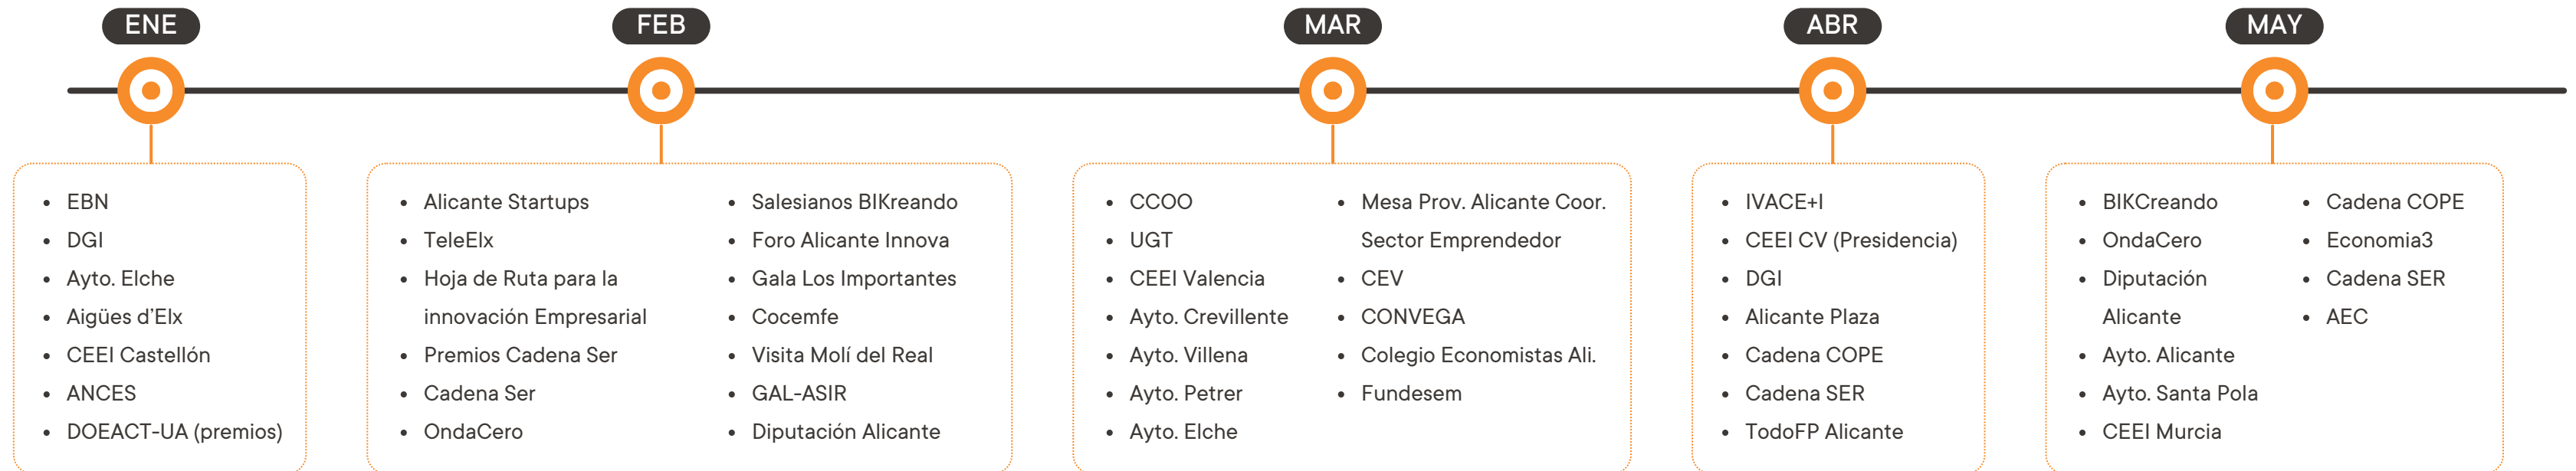 ENE
FEB
MAR
ABR
MAY
• EBN
• DGI
• Ayto. Elche
• Aigües d'Elx
• CEEI Castellón
• ANCES
• DOEACT-UA (premios)
• Alicante Startups
• TeleElx
• Hoja de Ruta para la
innovación Empresarial
• Premios Cadena Ser
• Cadena Ser
• OndaCero
• Salesianos BIKreando
• Foro Alicante Innova
• Gala Los Importantes
• Cocemfe
• Visita Molí del Real
• GAL-ASIR
• Diputación Alicante
• CCOO
• UGT
• CEEI Valencia
• Ayto. Crevillente
• Ayto. Villena
• Ayto. Petrer
• Ayto. Elche
• Mesa Prov. Alicante Coor.
Sector Emprendedor
• CEV
• CONVEGA
• Colegio Economistas Ali.
• Fundesem
• IVACE+I
• CEEI CV (Presidencia)
• DGI
• Alicante Plaza
• Cadena COPE
• Cadena SER
• TodoFP Alicante
• BIKCreando
• OndaCero
• Diputación
Alicante
• Ayto. Alicante
• Ayto. Santa Pola
• CEEI Murcia
• Cadena COPE
• Economia3
• Cadena SER
• AEC